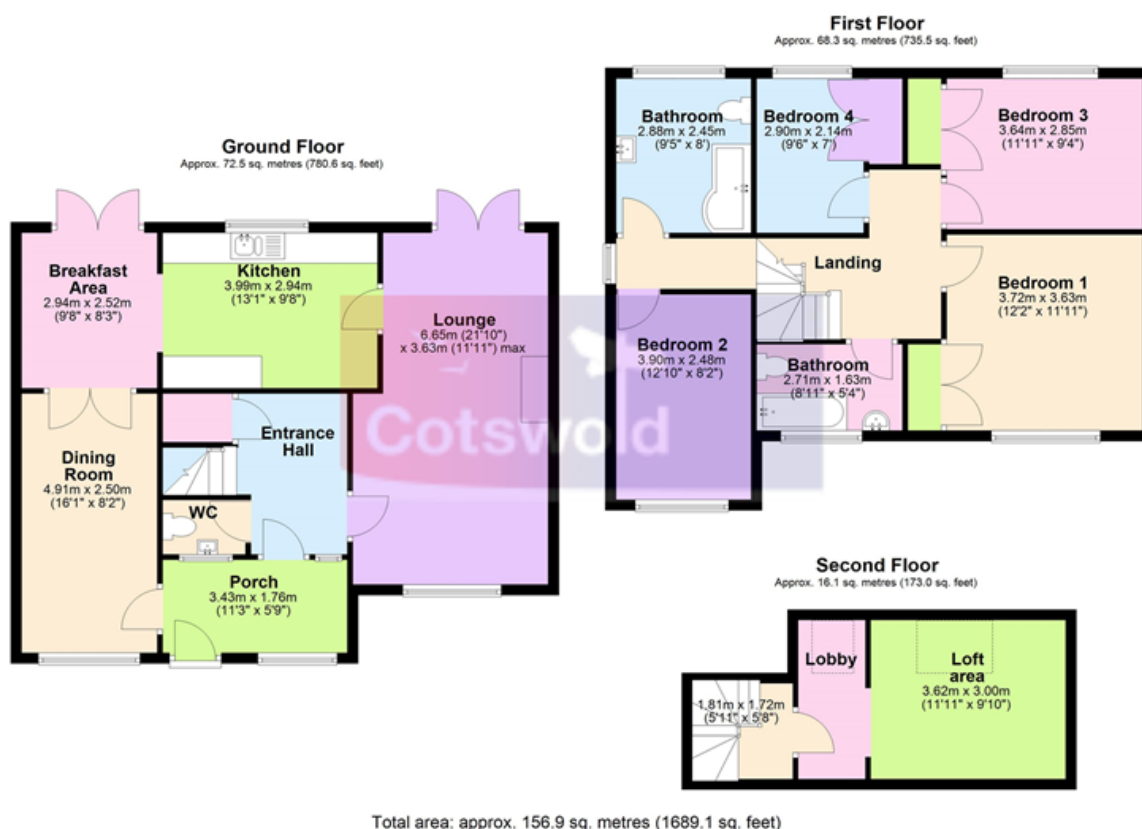 First Floor
Approx. 68.3 sq. metres (735.5 sq. feet)
Bathroom
2.88m x 2.45m
(9'5" x 8')
Bedroom 4
2.90m x 2.14m
(9'6" x 7')
Bedroom 3
3.64m x 2.85m
(11'11" x 9'4")
Landing
Bedroom 1
3.72m x 3.63m
(12'2" x 11'11")
Bedroom 2
3.90m x 2.48m
(12'10" x 8'2")
Bathroom
2.71m x 1.63m
(8'11" x 5'4")
Ground Floor
Approx. 72.5 sq. metres (780.6 sq. feet)
Breakfast
Area
2.94m x 2.52m
(9'8" x 8'3")
Kitchen
3.99m x 2.94m
(13'1" x 9'8")
Lounge
6.65m (21'10")
x 3.63m (11'11") max
Entrance
Hall
Dining
Room
4.91m x 2.50m
(16'1" x 8'2")
WC
Porch
3.43m x 1.76m
(11'3" x 5'9")
Cotswold
Second Floor
Approx. 16.1 sq. metres (173.0 sq. feet)
Lobby
Loft
area
3.62m x 3.00m
(11'11" x 9'10")
1.81m x 1.72m
(5'11" x 5'8")
Total area: approx. 156.9 sq. metres (1689.1 sq. feet)